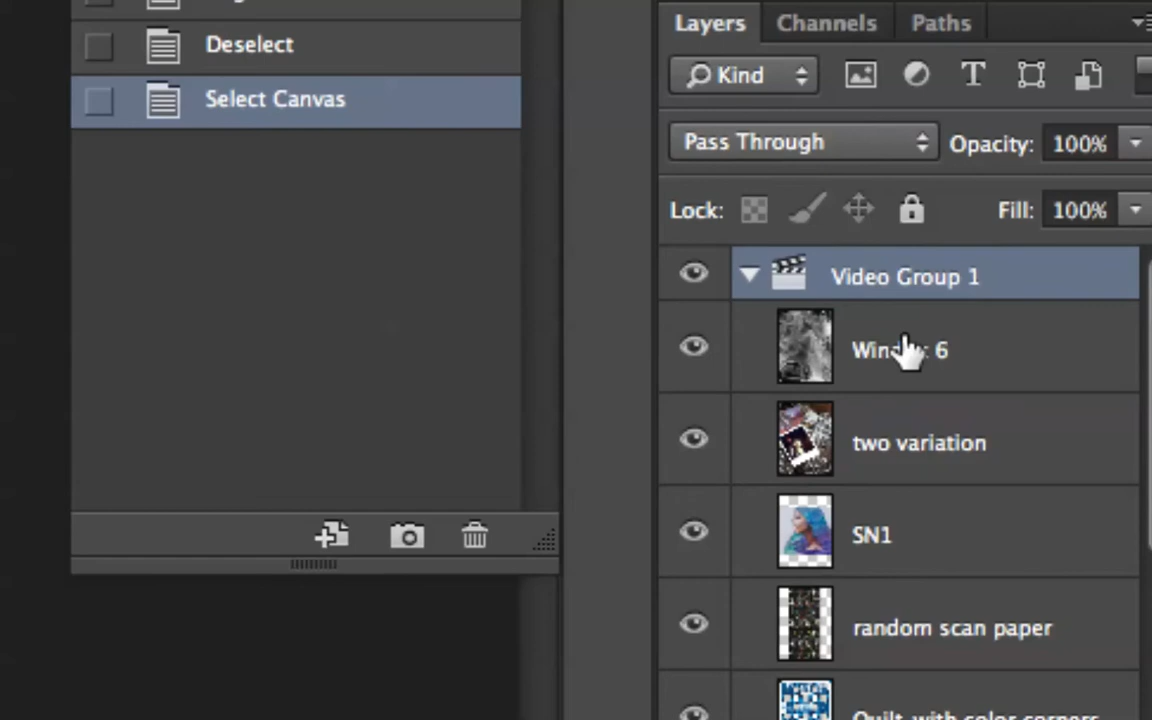 Deselect
Select Canvas
Layers
Channels
Paths
Kind
T
Pass Through
Opacity: 100%
Lock:
Fill: 100%
Video Group 1
6
two variation
SN1
random scan paper
Quilt with color corners